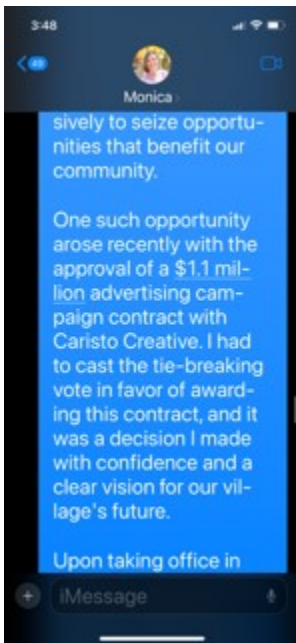 3:48
49
Monica
sively to seize opportu-
nities that benefit our
community.
One such opportunity
arose recently with the
approval of a $1.1 mil-
lion advertising cam-
paign contract with
Caristo Creative. I had
to cast the tie-breaking
vote in favor of award-
ing this contract, and it
was a decision I made
with confidence and a
clear vision for our vil-
lage's future.
Upon taking office in
iMessage